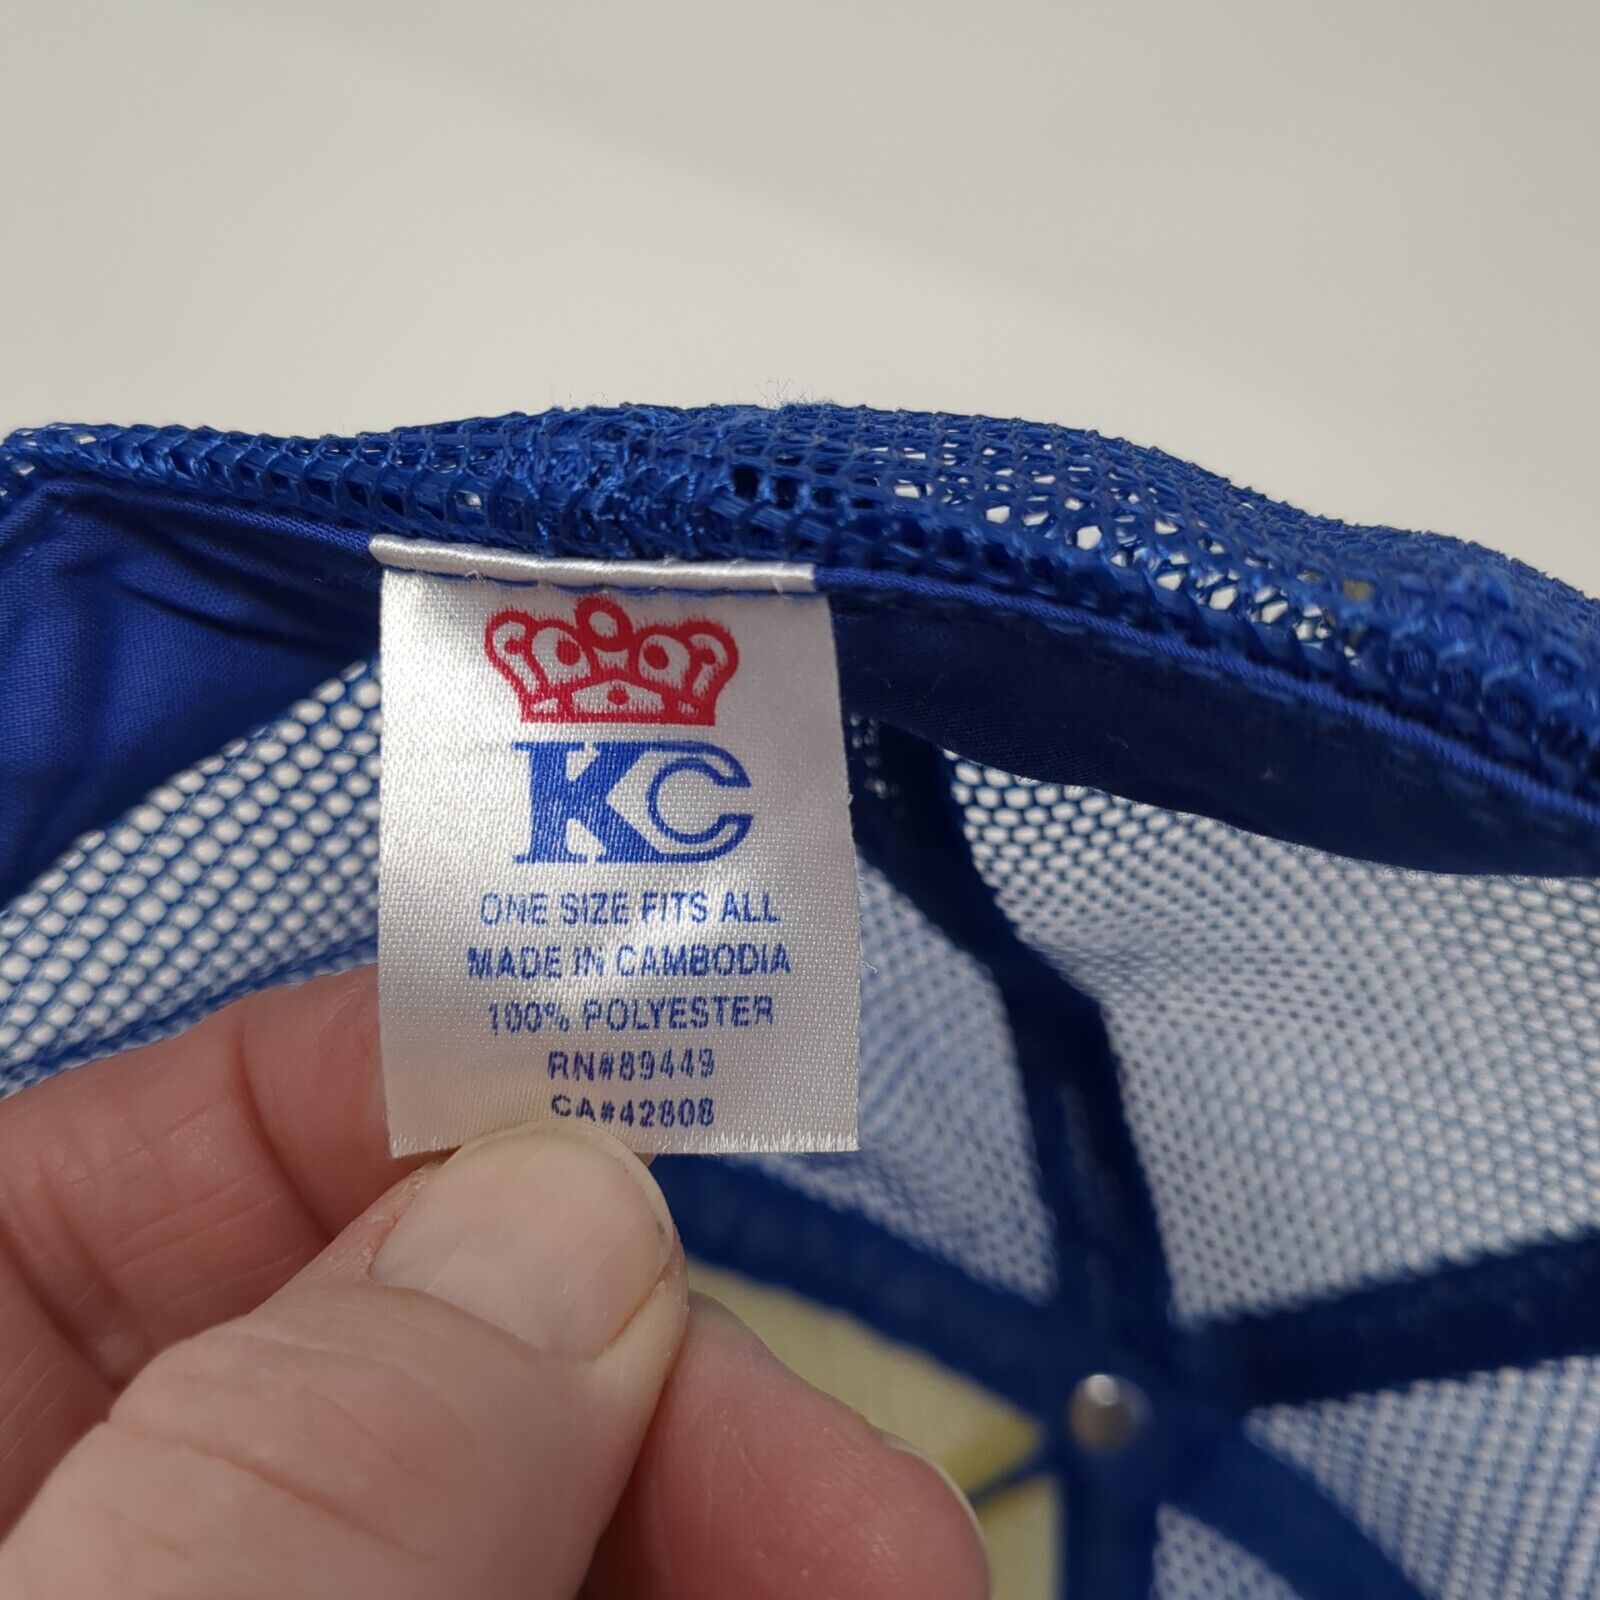 KC
ONE SIZE FITS ALL
MADE IN CAMBODIA
100% POLYESTER
RN#89449
CA#42808